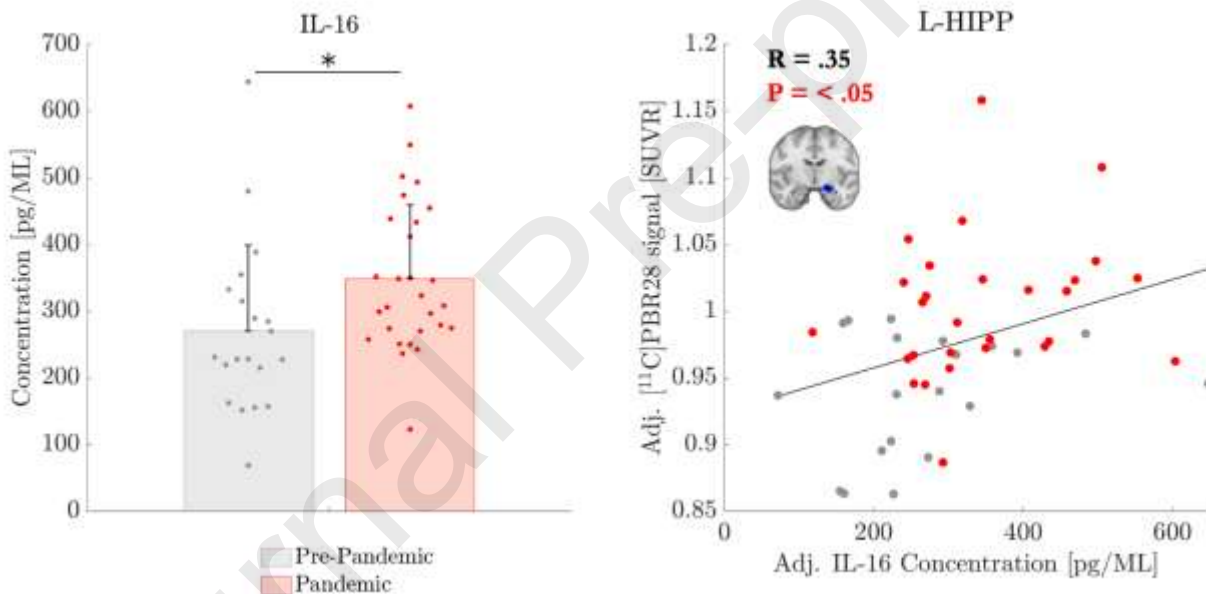 IL-16
700
600
500
400
300
200
100
0
Concentration [pg/ML]
*
Pre-Pandemic
Pandemic
L-HIPP
R = .35
P = < .05
1.2
1.15
1.1
1.05
1
0.95
0.9
0.85
Adj. [¹¹C]PBR28 signal [SUVR]
0
200
400
600
Adj. IL-16 Concentration [pg/ML]
rnal Pre-p